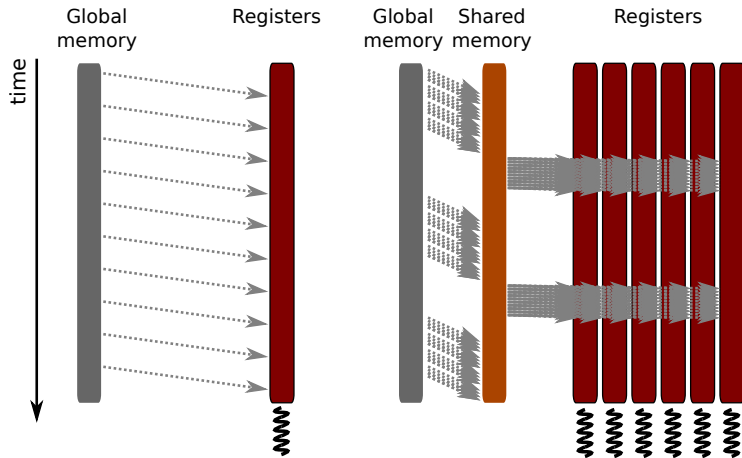 Global
memory
Registers
Global
memory
Shared
memory
Registers
time